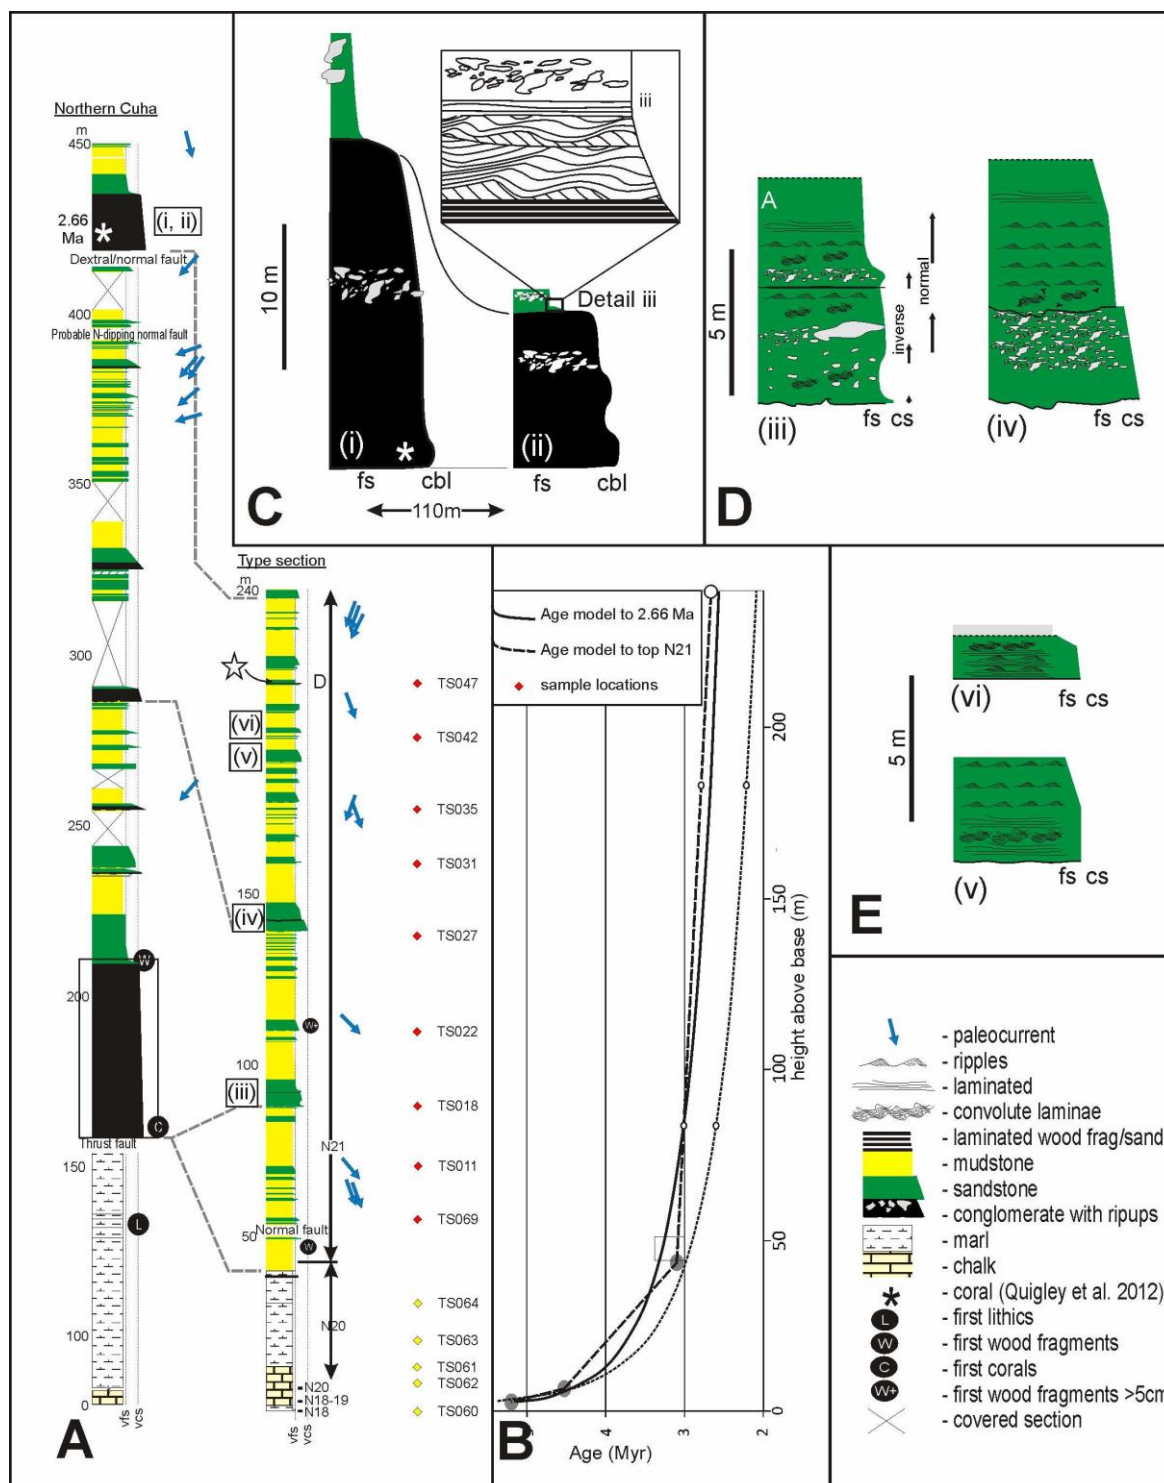 Northern Cuha
m
450
2.66
Ma
(i, ii)
Dextral/normal fault
400
Probable N-dipping normal fault
350
300
250
W
200
C
Thrust fault
150
L
100
0
vfs
vcs
A
Type section
m
240
D
TS047
(vi)
TS042
(v)
TS035
TS031
150
(iv)
TS027
W+
TS022
100
(iii)
TS018
N21
TS011
Normal fault
TS069
50
W
TS064
N20
TS063
TS061
TS062
N20
N18-19
N18
TS060
vfs
vcs
10 m
iii
Detail iii
(i)
(ii)
fs
cbl
fs
cbl
110m
C
A
5 m
inverse
normal
(iii)
fs cs
(iv)
fs cs
D
Age model to 2.66 Ma
Age model to top N21
sample locations
200
150
height above base (m)
100
50
0
5
4
3
2
Age (Myr)
B
(vi)
fs cs
5 m
(v)
fs cs
E
- paleocurrent
- ripples
- laminated
- convolute laminae
- laminated wood frag/sand
- mudstone
- sandstone
- conglomerate with ripups
- marl
- chalk
- coral (Quigley et al. 2012)
L - first lithics
W - first wood fragments
C - first corals
W+ - first wood fragments >5cm
- covered section